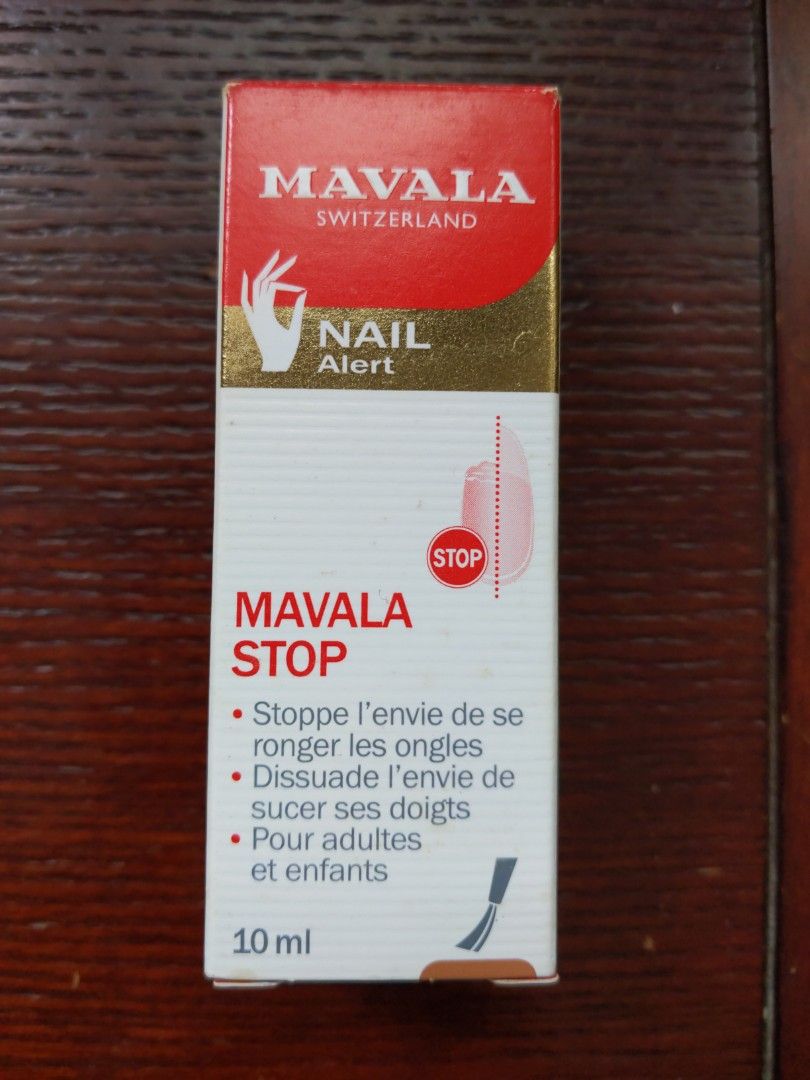 MAVALA
SWITZERLAND
NAIL
Alert
STOP
MAVALA
STOP
• Stoppe l'envie de se
ronger les ongles
• Dissuade l'envie de
sucer ses doigts
• Pour adultes
et enfants
10 ml